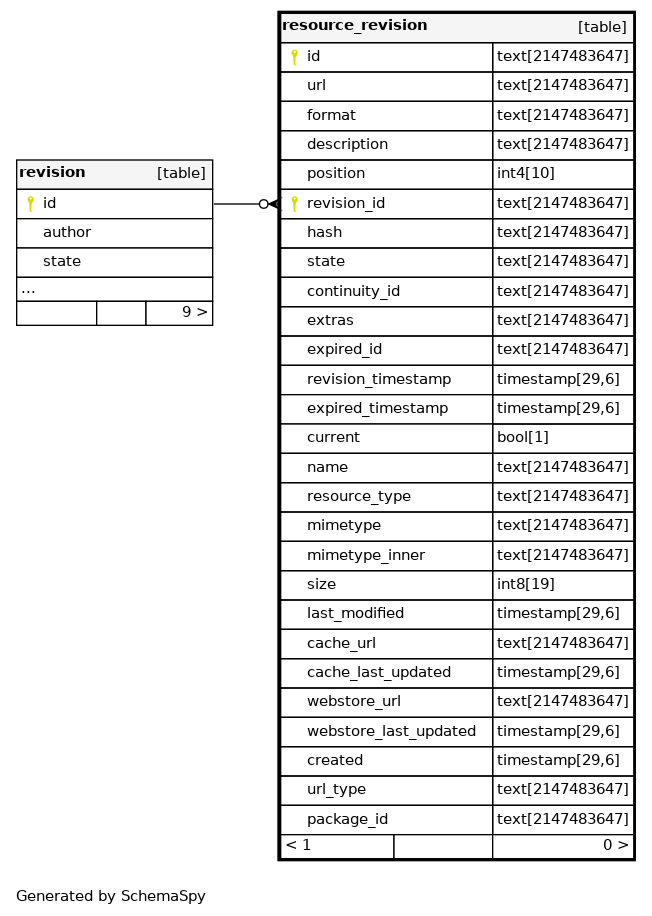 resource_revision [table]
id text[2147483647]
url text[2147483647]
format text[2147483647]
description text[2147483647]
position int4[10]
revision_id text[2147483647]
hash text[2147483647]
state text[2147483647]
continuity_id text[2147483647]
extras text[2147483647]
expired_id text[2147483647]
revision_timestamp timestamp[29,6]
expired_timestamp timestamp[29,6]
current bool[1]
name text[2147483647]
resource_type text[2147483647]
mimetype text[2147483647]
mimetype_inner text[2147483647]
size int8[19]
last_modified timestamp[29,6]
cache_url text[2147483647]
cache_last_updated timestamp[29,6]
webstore_url text[2147483647]
webstore_last_updated timestamp[29,6]
created timestamp[29,6]
url_type text[2147483647]
package_id text[2147483647]
< 1 0 >
revision [table]
id
author
state
...
9 >
Generated by SchemaSpy